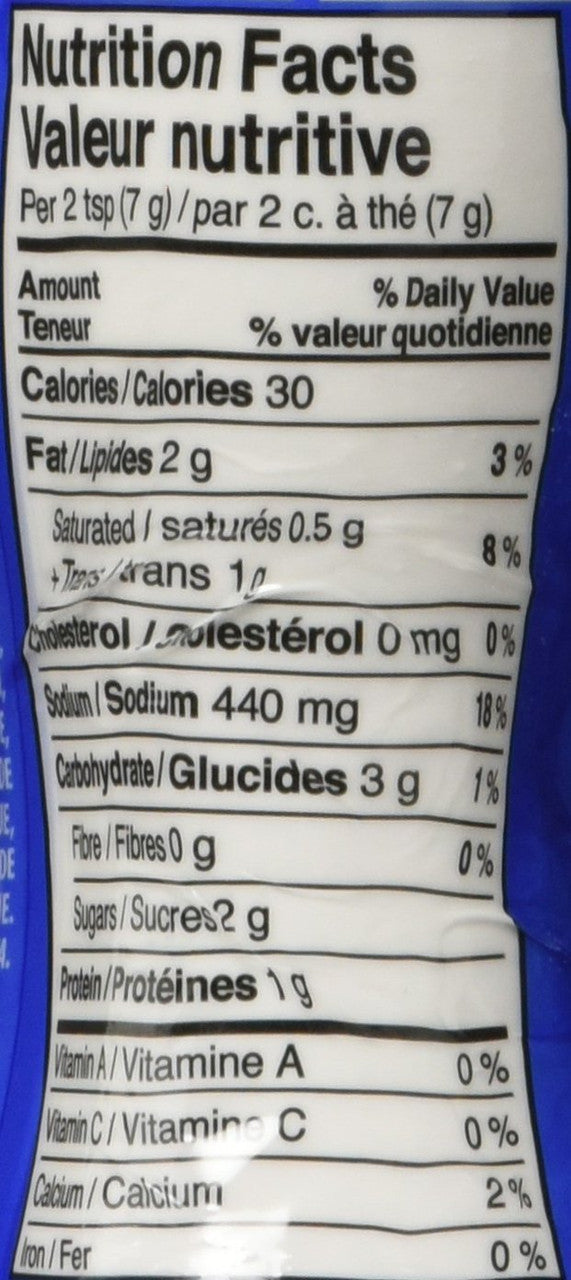 Nutrition Facts
Valeur nutritive
Per 2 tsp (7 g) / par 2 c. à thé (7 g)
Amount % Daily Value
Teneur % valeur quotidienne
Calories / Calories 30
Fat / Lipides 2 g 3 %
Saturated / saturés 0.5 g
8 %
+ Trans / trans 1 g
Cholesterol / cholestérol 0 mg 0 %
Sodium / Sodium 440 mg 18 %
Carbohydrate / Glucides 3 g 1 %
Fibre / Fibres 0 g 0 %
Sugars / Sucres 2 g
Protein / Protéines 1 g
Vitamin A / Vitamine A 0 %
Vitamin C / Vitamine C 0 %
Calcium / Calcium 2 %
Iron / Fer 0 %